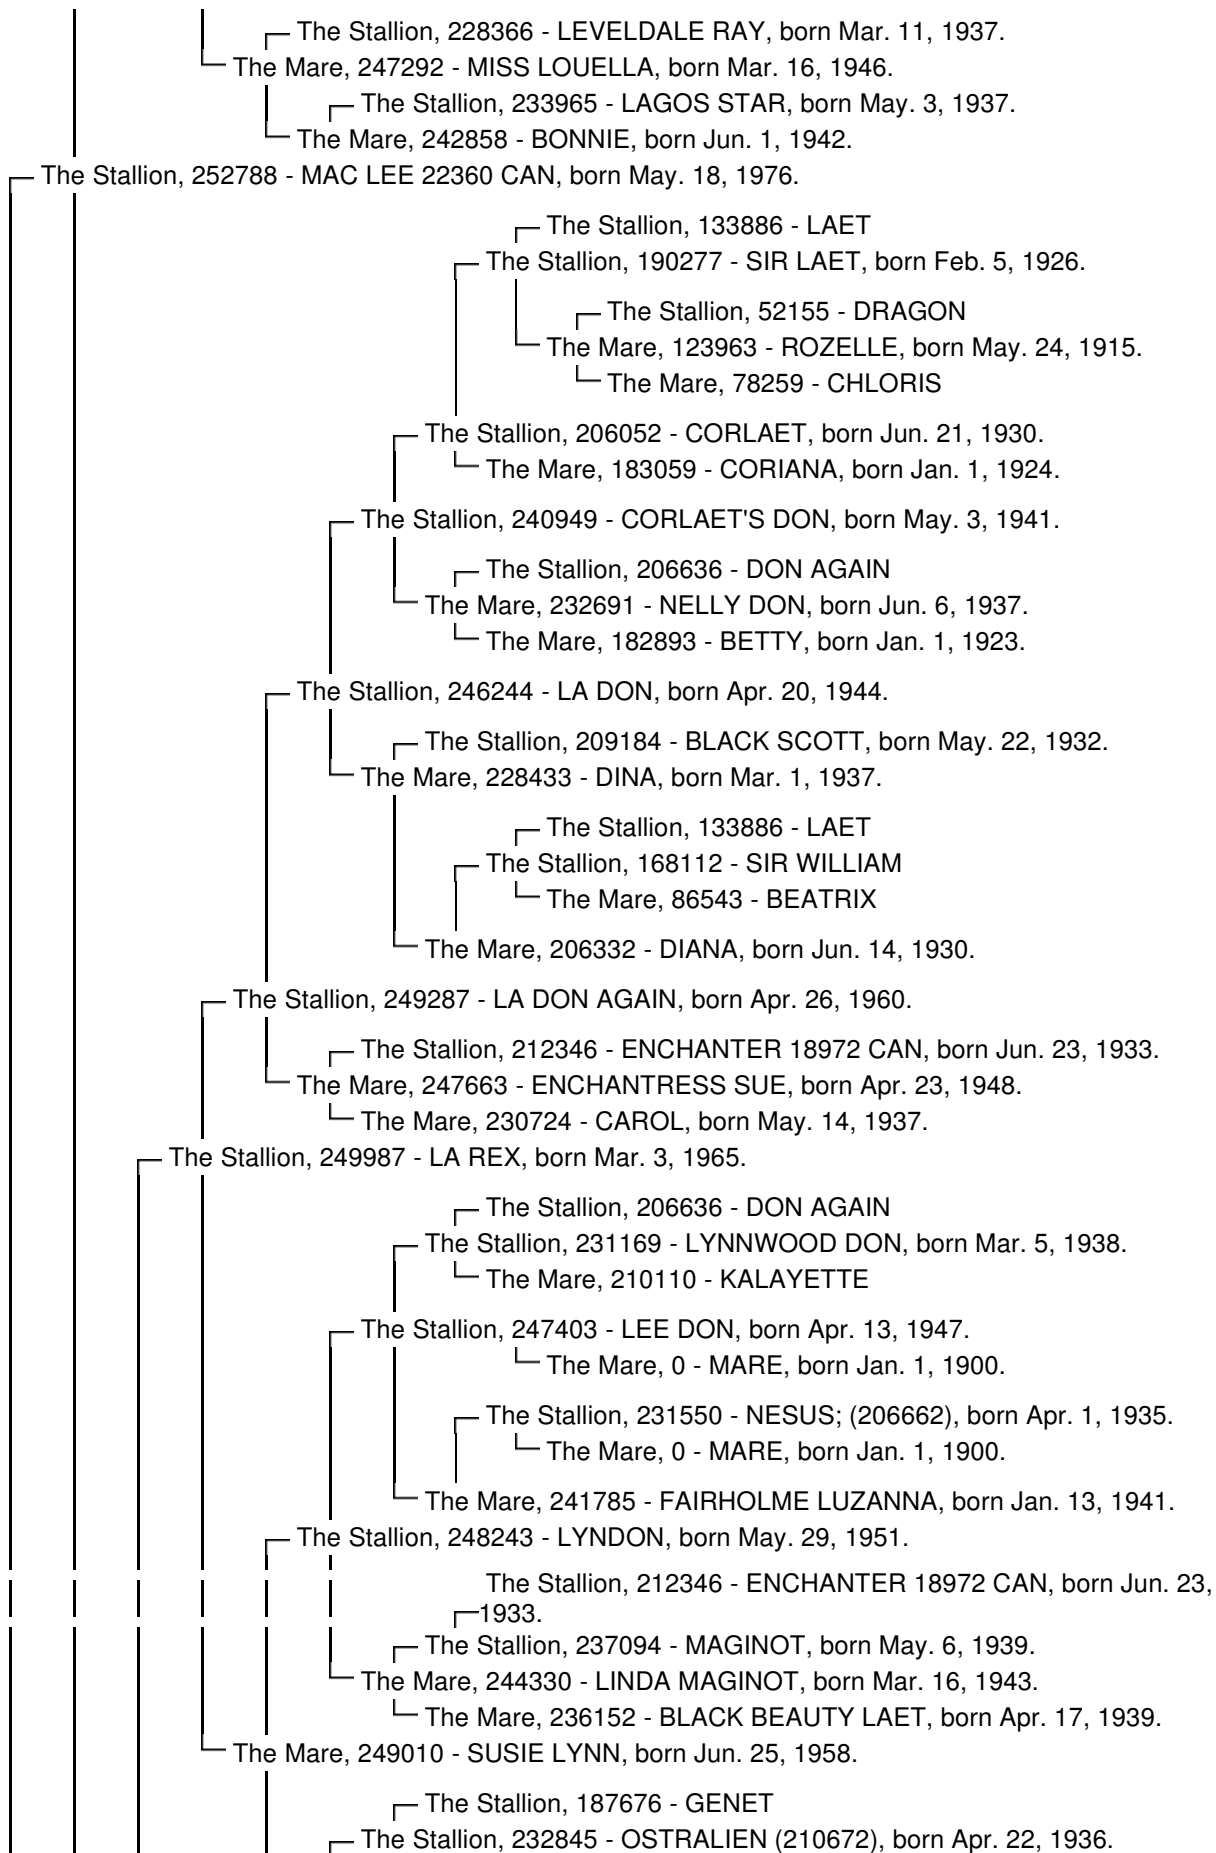 The Stallion, 228366 - LEVELDALE RAY, born Mar. 11, 1937.
The Mare, 247292 - MISS LOUELLA, born Mar. 16, 1946.
The Stallion, 233965 - LAGOS STAR, born May. 3, 1937.
The Mare, 242858 - BONNIE, born Jun. 1, 1942.
The Stallion, 252788 - MAC LEE 22360 CAN, born May. 18, 1976.
The Stallion, 133886 - LAET
The Stallion, 190277 - SIR LAET, born Feb. 5, 1926.
The Stallion, 52155 - DRAGON
The Mare, 123963 - ROZELLE, born May. 24, 1915.
The Mare, 78259 - CHLORIS
The Stallion, 206052 - CORLAET, born Jun. 21, 1930.
The Mare, 183059 - CORIANA, born Jan. 1, 1924.
The Stallion, 240949 - CORLAET'S DON, born May. 3, 1941.
The Stallion, 206636 - DON AGAIN
The Mare, 232691 - NELLY DON, born Jun. 6, 1937.
The Mare, 182893 - BETTY, born Jan. 1, 1923.
The Stallion, 246244 - LA DON, born Apr. 20, 1944.
The Stallion, 209184 - BLACK SCOTT, born May. 22, 1932.
The Mare, 228433 - DINA, born Mar. 1, 1937.
The Stallion, 133886 - LAET
The Stallion, 168112 - SIR WILLIAM
The Mare, 86543 - BEATRIX
The Mare, 206332 - DIANA, born Jun. 14, 1930.
The Stallion, 249287 - LA DON AGAIN, born Apr. 26, 1960.
The Stallion, 212346 - ENCHANTER 18972 CAN, born Jun. 23, 1933.
The Mare, 247663 - ENCHANTRESS SUE, born Apr. 23, 1948.
The Mare, 230724 - CAROL, born May. 14, 1937.
The Stallion, 249987 - LA REX, born Mar. 3, 1965.
The Stallion, 206636 - DON AGAIN
The Stallion, 231169 - LYNNWOOD DON, born Mar. 5, 1938.
The Mare, 210110 - KALAYETTE
The Stallion, 247403 - LEE DON, born Apr. 13, 1947.
The Mare, 0 - MARE, born Jan. 1, 1900.
The Stallion, 231550 - NESUS; (206662), born Apr. 1, 1935.
The Mare, 0 - MARE, born Jan. 1, 1900.
The Mare, 241785 - FAIRHOLME LUZANNA, born Jan. 13, 1941.
The Stallion, 248243 - LYNDON, born May. 29, 1951.
The Stallion, 212346 - ENCHANTER 18972 CAN, born Jun. 23,
1933.
The Stallion, 237094 - MAGINOT, born May. 6, 1939.
The Mare, 244330 - LINDA MAGINOT, born Mar. 16, 1943.
The Mare, 236152 - BLACK BEAUTY LAET, born Apr. 17, 1939.
The Mare, 249010 - SUSIE LYNN, born Jun. 25, 1958.
The Stallion, 187676 - GENET
The Stallion, 232845 - OSTRALIEN (210672), born Apr. 22, 1936.